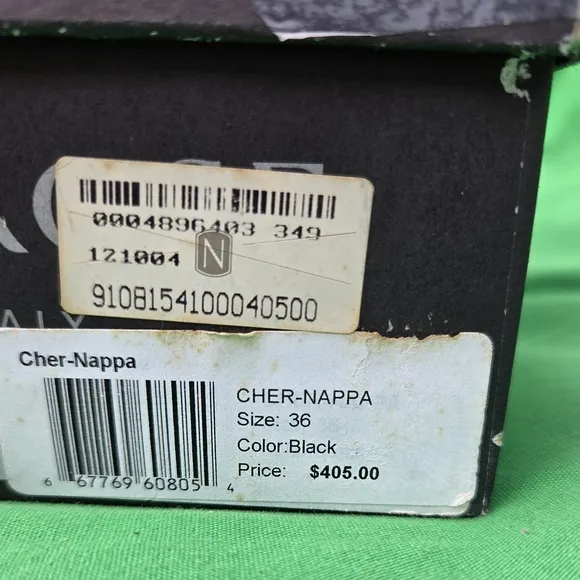 0004896403 349
121004 N
9108154100040500
Cher-Nappa
CHER-NAPPA
Size: 36
Color:Black
Price: $405.00
6 67769 60805 4